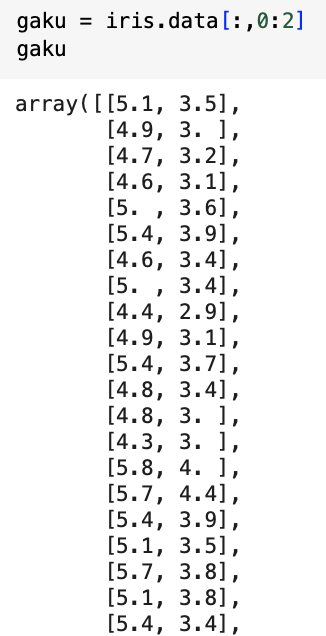 gaku = iris.data[:,0:2]
gaku
array([[5.1, 3.5],
       [4.9, 3. ],
       [4.7, 3.2],
       [4.6, 3.1],
       [5. , 3.6],
       [5.4, 3.9],
       [4.6, 3.4],
       [5. , 3.4],
       [4.4, 2.9],
       [4.9, 3.1],
       [5.4, 3.7],
       [4.8, 3.4],
       [4.8, 3. ],
       [4.3, 3. ],
       [5.8, 4. ],
       [5.7, 4.4],
       [5.4, 3.9],
       [5.1, 3.5],
       [5.7, 3.8],
       [5.1, 3.8],
       [5.4, 3.4],